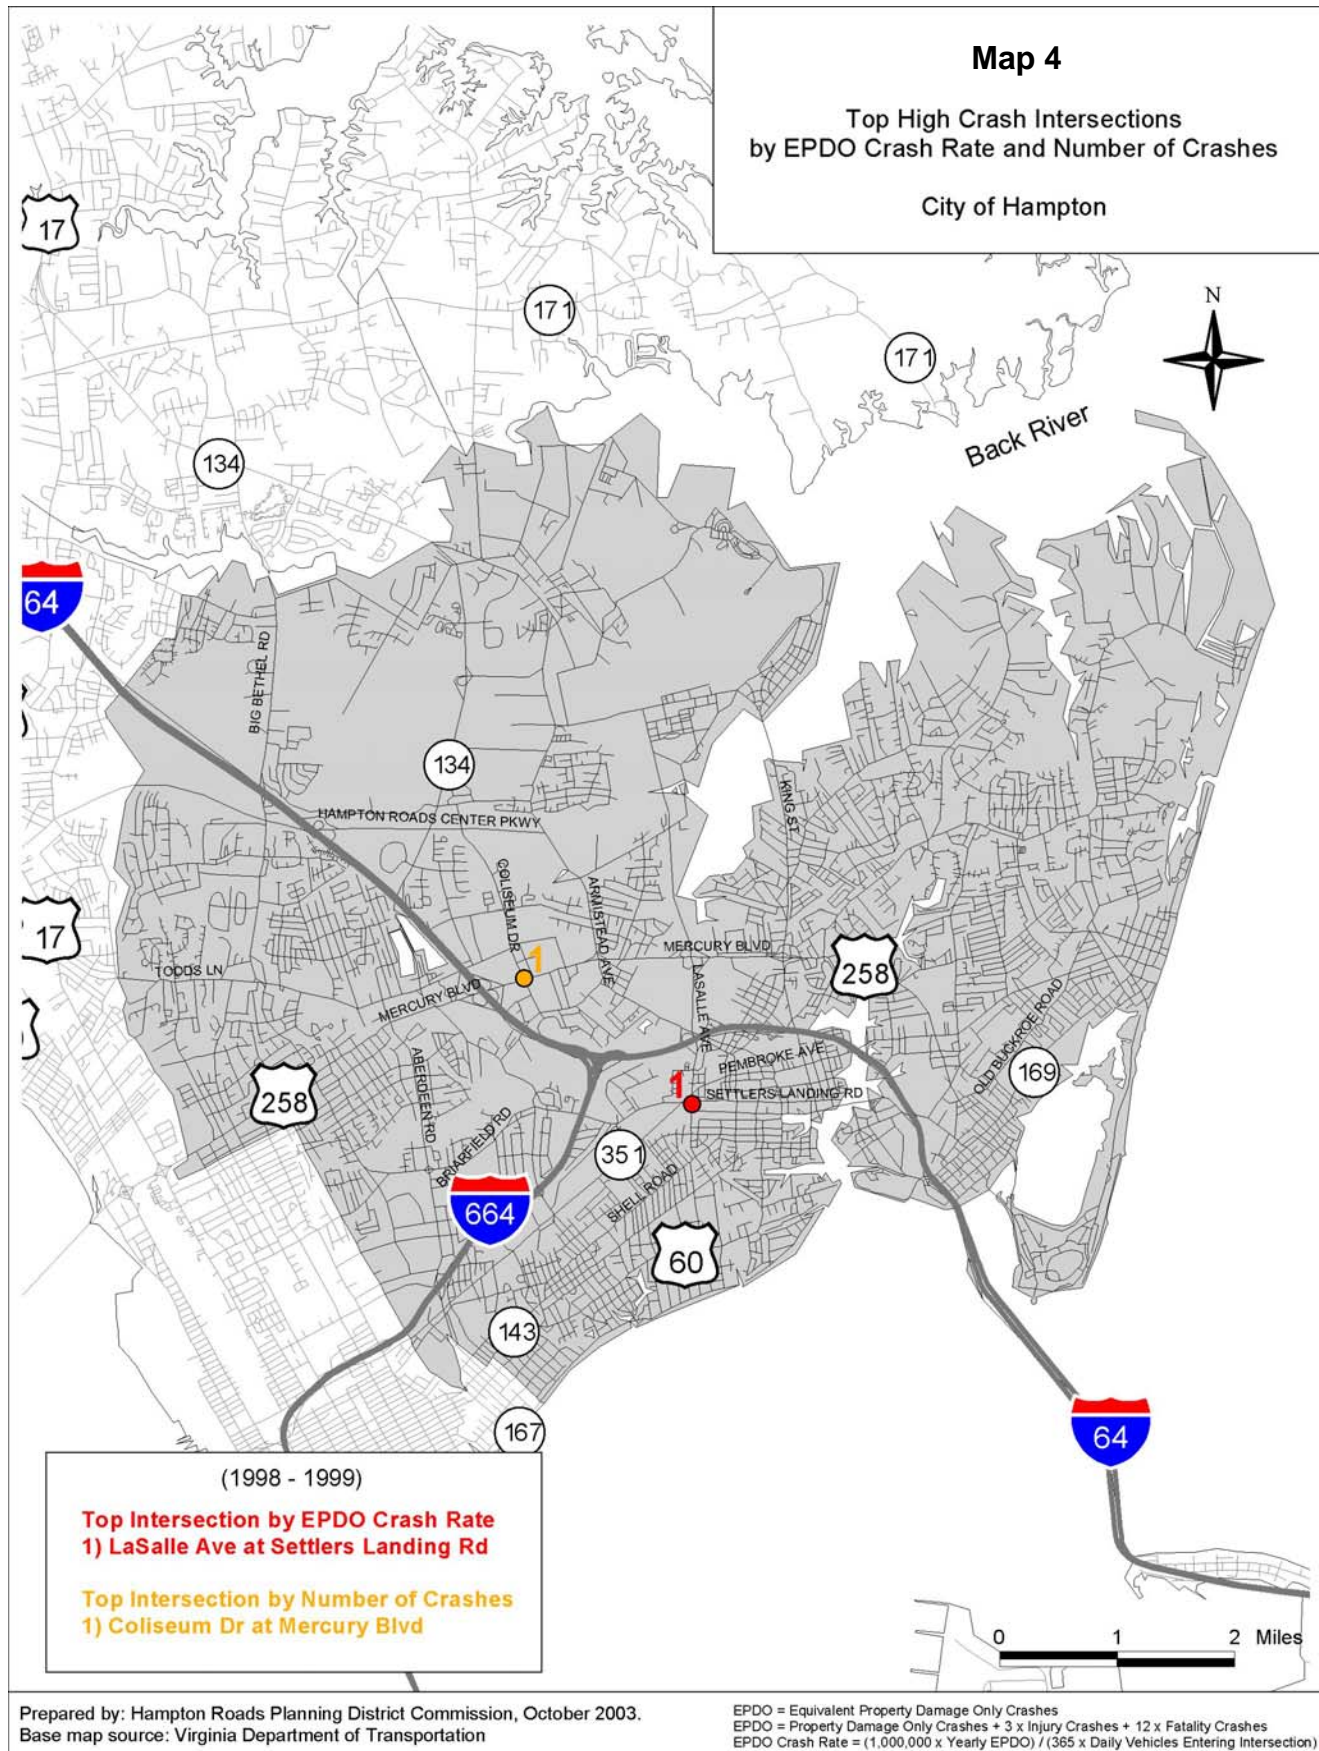 Map 4
Top High Crash Intersections
by EPDO Crash Rate and Number of Crashes
City of Hampton
17
171
171
N
Back River
134
64
BIG BETHEL RD
134
HAMPTON ROADS CENTER PKWY
KING ST
COLISEUM DR
ARMISTEAD AVE
17
1
MERCURY BLVD
258
TODDS LN
MERCURY BLVD
LASALLE AVE
OLD BUCKROE ROAD
169
ABERDEEN RD
PEMBROKE AVE
258
1
SETTLERS LANDING RD
BRIARFIELD RD
351
SHELL ROAD
664
60
143
167
64
(1998 - 1999)
Top Intersection by EPDO Crash Rate
1) LaSalle Ave at Settlers Landing Rd
Top Intersection by Number of Crashes
1) Coliseum Dr at Mercury Blvd
0 1 2 Miles
Prepared by: Hampton Roads Planning District Commission, October 2003.
Base map source: Virginia Department of Transportation
EPDO = Equivalent Property Damage Only Crashes
EPDO = Property Damage Only Crashes + 3 x Injury Crashes + 12 x Fatality Crashes
EPDO Crash Rate = (1,000,000 x Yearly EPDO) / (365 x Daily Vehicles Entering Intersection)